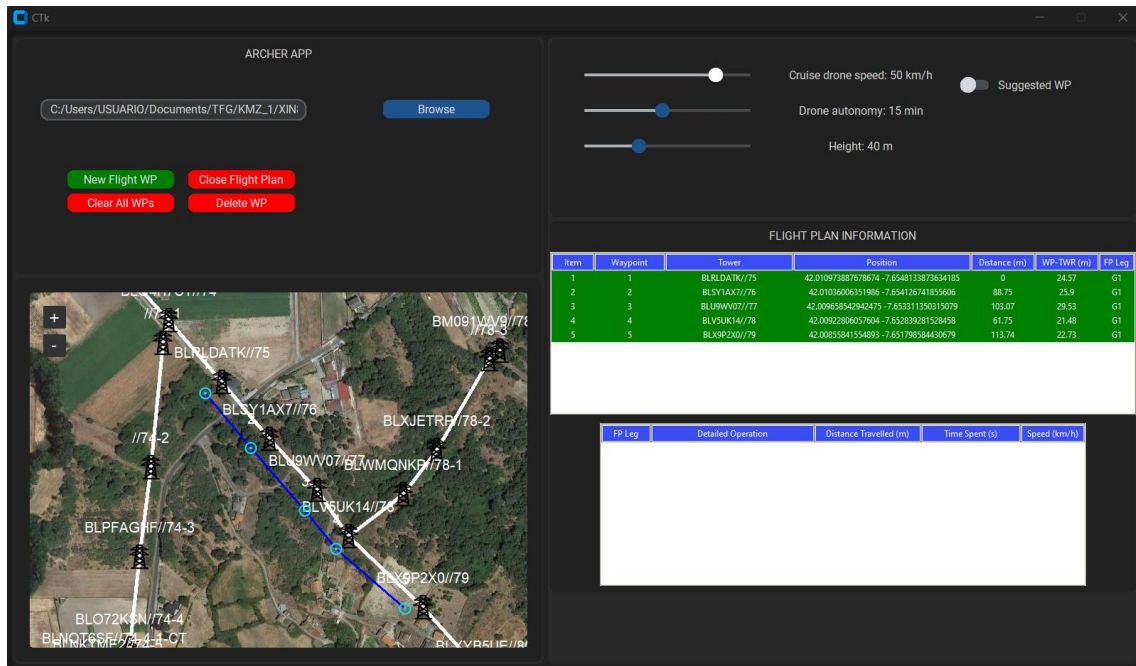 CTk
ARCHER APP
C:/Users/USUARIO/Documents/TFG/KMZ_1/XIN
Browse
New Flight WP
Close Flight Plan
Clear All WPs
Delete WP
Cruise drone speed: 50 km/h
Suggested WP
Drone autonomy: 15 min
Height: 40 m
FLIGHT PLAN INFORMATION
Item Waypoint Tower Position Distance (m) WP-TWR (m) FP Leg
1 1 BLRLDATK//75 42.010973887678674 -7.6548133873634185 0 24.57 G1
2 2 BLSY1AX7//76 42.01036006351986 -7.654126741855606 88.75 25.9 G1
3 3 BLU9WV07//77 42.009658542942475 -7.653311350315079 103.07 29.53 G1
4 4 BLV5UK14//78 42.00922806057604 -7.652839281528458 61.75 21.48 G1
5 5 BLX9P2X0//79 42.00855841554893 -7.651798584430679 113.74 22.73 G1
FP Leg Detailed Operation Distance Travelled (m) Time Spent (s) Speed (km/h)
+
-
BM091WV9//78
//78-3
BLRLDATK//75
BLSY1AX7//76
BLXJETRP//78-2
//74-2
BLU9WV07//77
BLWMQNKP//78-1
BLV5UK14//78
BLPFAGHF//74-3
BLX9P2X0//79
BLO72KSN//74-4